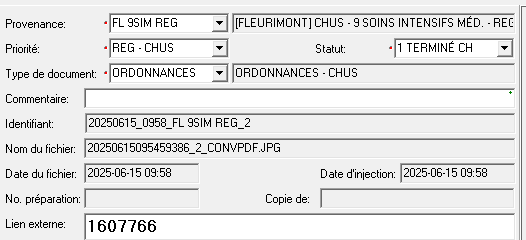 Provenance: FL 9SIM REG [FLEURIMONT] CHUS - 9 SOINS INTENSIFS MÉD. - REG
Priorité: REG - CHUS Statut: 1 TERMINÉ CH
Type de document: ORDONNANCES ORDONNANCES - CHUS
Commentaire:
Identifiant: 20250615_0958_FL 9SIM REG_2
Nom du fichier: 20250615095459386_2_CONVPDF.JPG
Date du fichier: 2025-06-15 09:58 Date d'injection: 2025-06-15 09:58
No. préparation: Copie de:
Lien externe: 1607766